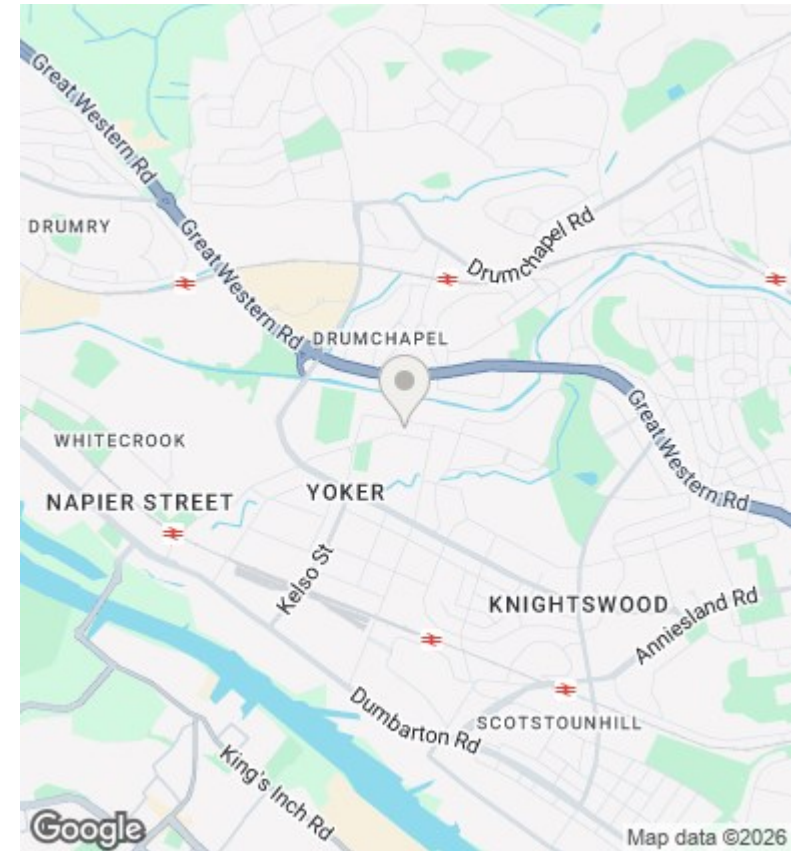 Great Western Rd
DRUMRY
Great Western Rd
Drumchapel Rd
DRUMCHAPEL
WHITECROOK
Great Western Rd
NAPIER STREET
YOKER
Kelso St
KNIGHTSWOOD
Anniesland Rd
Dumbarton Rd
SCOTSTOUNHILL
King's Inch Rd
Google
Map data ©2026